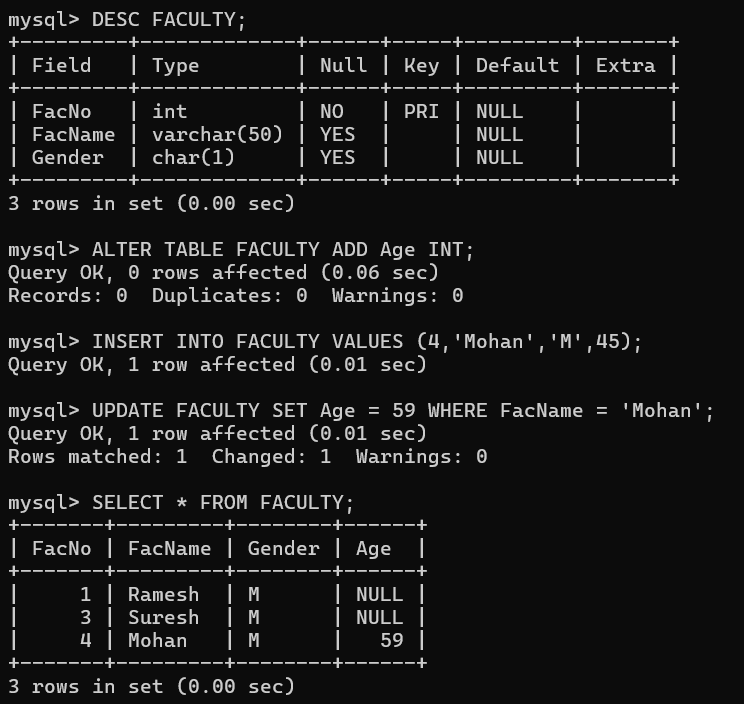 mysql> DESC FACULTY;
+---------+-------------+------+-----+---------+-------+
| Field   | Type        | Null | Key | Default | Extra |
+---------+-------------+------+-----+---------+-------+
| FacNo   | int         | NO   | PRI | NULL    |       |
| FacName | varchar(50) | YES  |     | NULL    |       |
| Gender  | char(1)     | YES  |     | NULL    |       |
+---------+-------------+------+-----+---------+-------+
3 rows in set (0.00 sec)

mysql> ALTER TABLE FACULTY ADD Age INT;
Query OK, 0 rows affected (0.06 sec)
Records: 0  Duplicates: 0  Warnings: 0

mysql> INSERT INTO FACULTY VALUES (4,'Mohan','M',45);
Query OK, 1 row affected (0.01 sec)

mysql> UPDATE FACULTY SET Age = 59 WHERE FacName = 'Mohan';
Query OK, 1 row affected (0.01 sec)
Rows matched: 1  Changed: 1  Warnings: 0

mysql> SELECT * FROM FACULTY;
+-------+---------+--------+------+
| FacNo | FacName | Gender | Age  |
+-------+---------+--------+------+
|     1 | Ramesh  | M      | NULL |
|     3 | Suresh  | M      | NULL |
|     4 | Mohan   | M      |   59 |
+-------+---------+--------+------+
3 rows in set (0.00 sec)